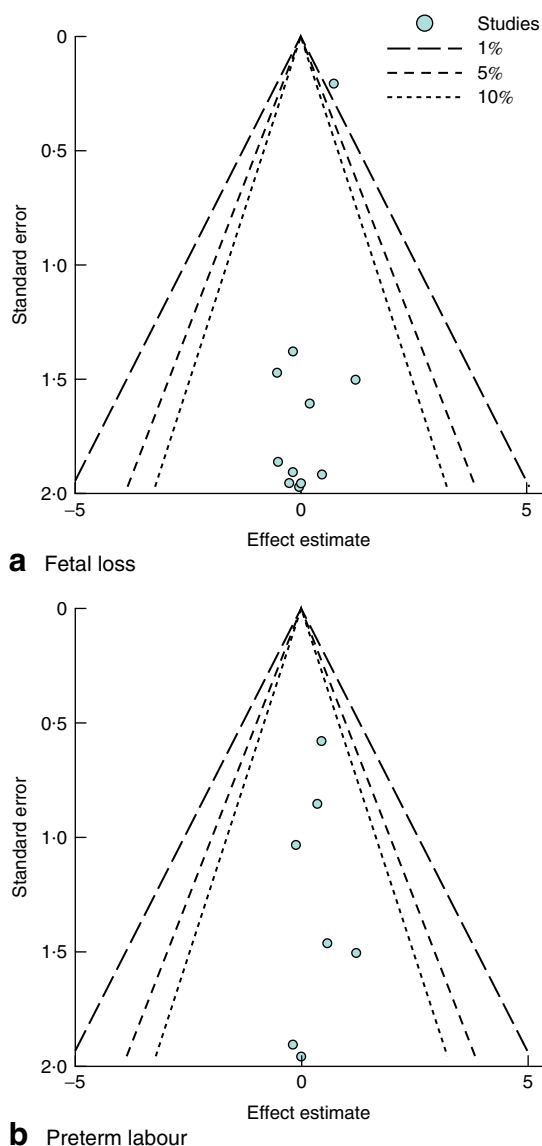 Studies
1%
5%
10%
0
0·5
1·0
1·5
2·0
Standard error
–5
0
5
Effect estimate
a Fetal loss
0
0·5
1·0
1·5
2·0
Standard error
–5
0
5
Effect estimate
b Preterm labour